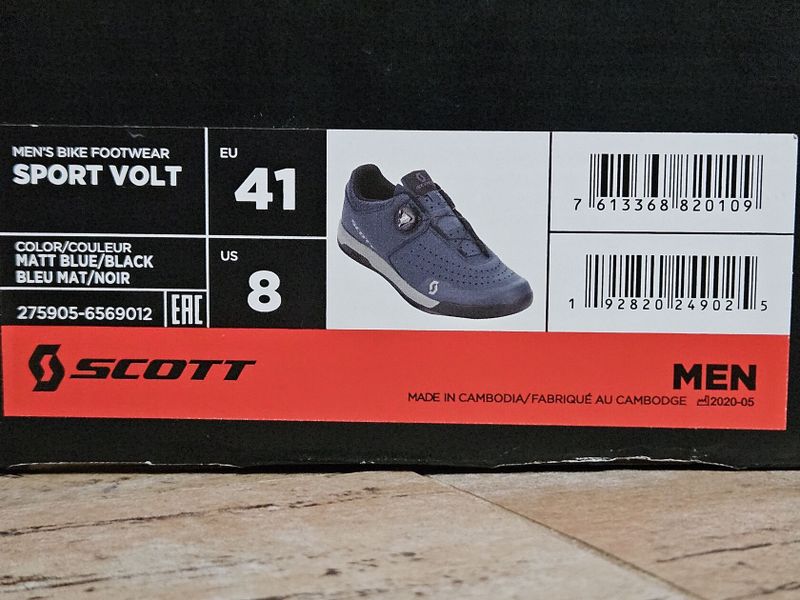 MEN'S BIKE FOOTWEAR
SPORT VOLT
EU
41
COLOR/COULEUR
MATT BLUE/BLACK
BLEU MAT/NOIR
275905-6569012
EAC
US
8
7 613368 820109
1 92820 24902 5
SCOTT
MEN
MADE IN CAMBODIA/FABRIQUÉ AU CAMBODGE 2020-05